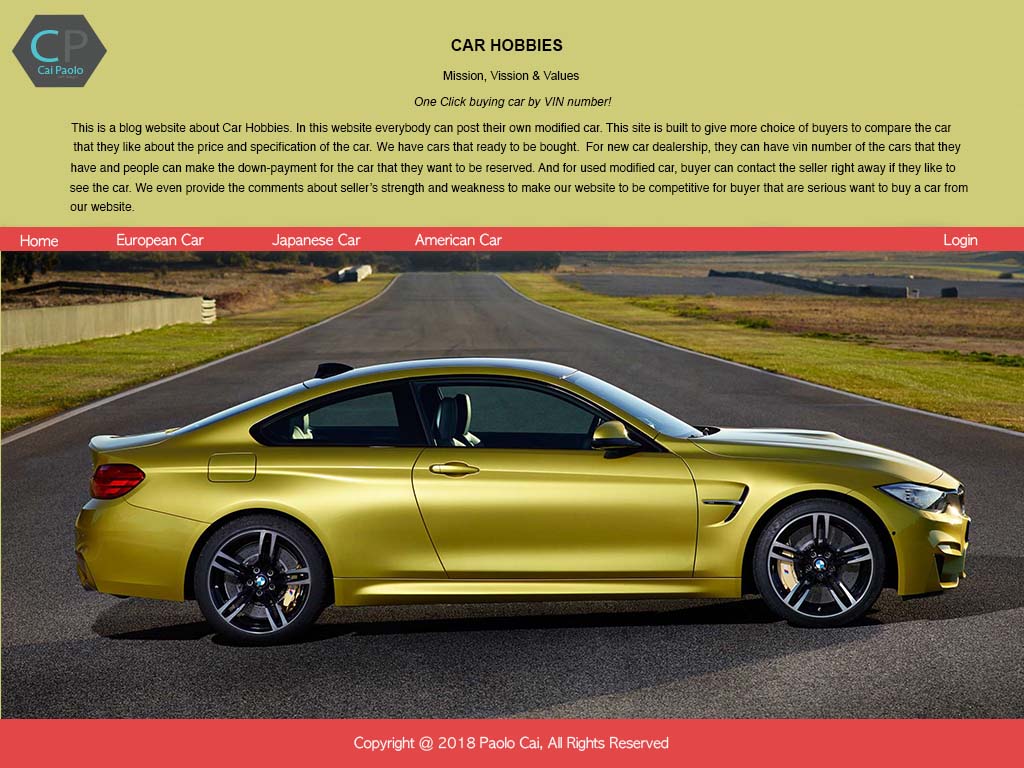 CP
Cai Paolo
CAR HOBBIES
Mission, Vission & Values
One Click buying car by VIN number!
This is a blog website about Car Hobbies. In this website everybody can post their own modified car. This site is built to give more choice of buyers to compare the car
that they like about the price and specification of the car. We have cars that ready to be bought. For new car dealership, they can have vin number of the cars that they
have and people can make the down-payment for the car that they want to be reserved. And for used modified car, buyer can contact the seller right away if they like to
see the car. We even provide the comments about seller’s strength and weakness to make our website to be competitive for buyer that are serious want to buy a car from
our website.
Home European Car Japanese Car American Car Login
Copyright @ 2018 Paolo Cai, All Rights Reserved